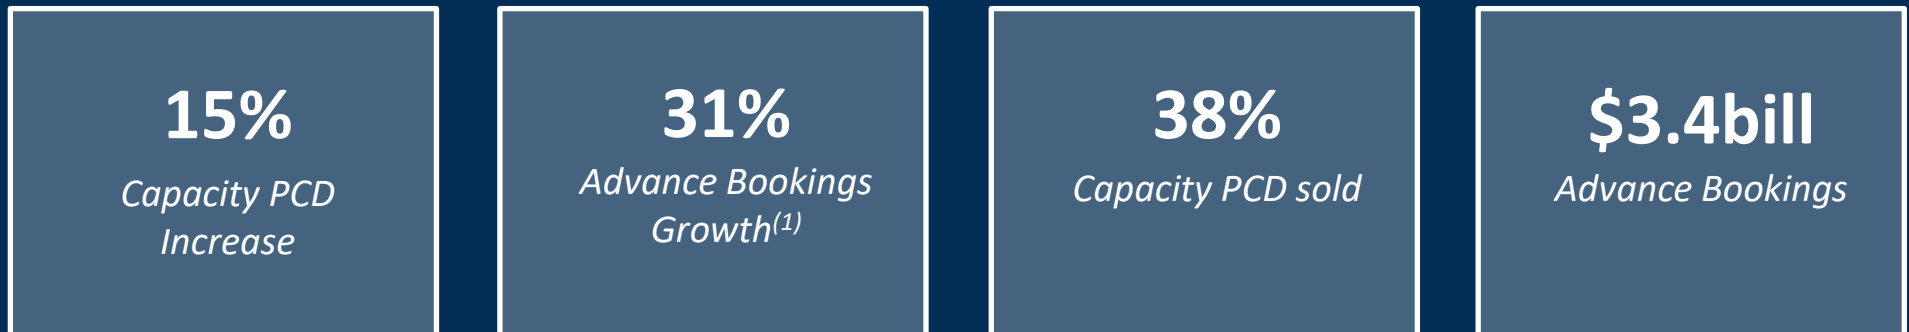 15%
Capacity PCD
Increase
31%
Advance Bookings
Growth(1)
38%
Capacity PCD sold
$3.4bill
Advance Bookings